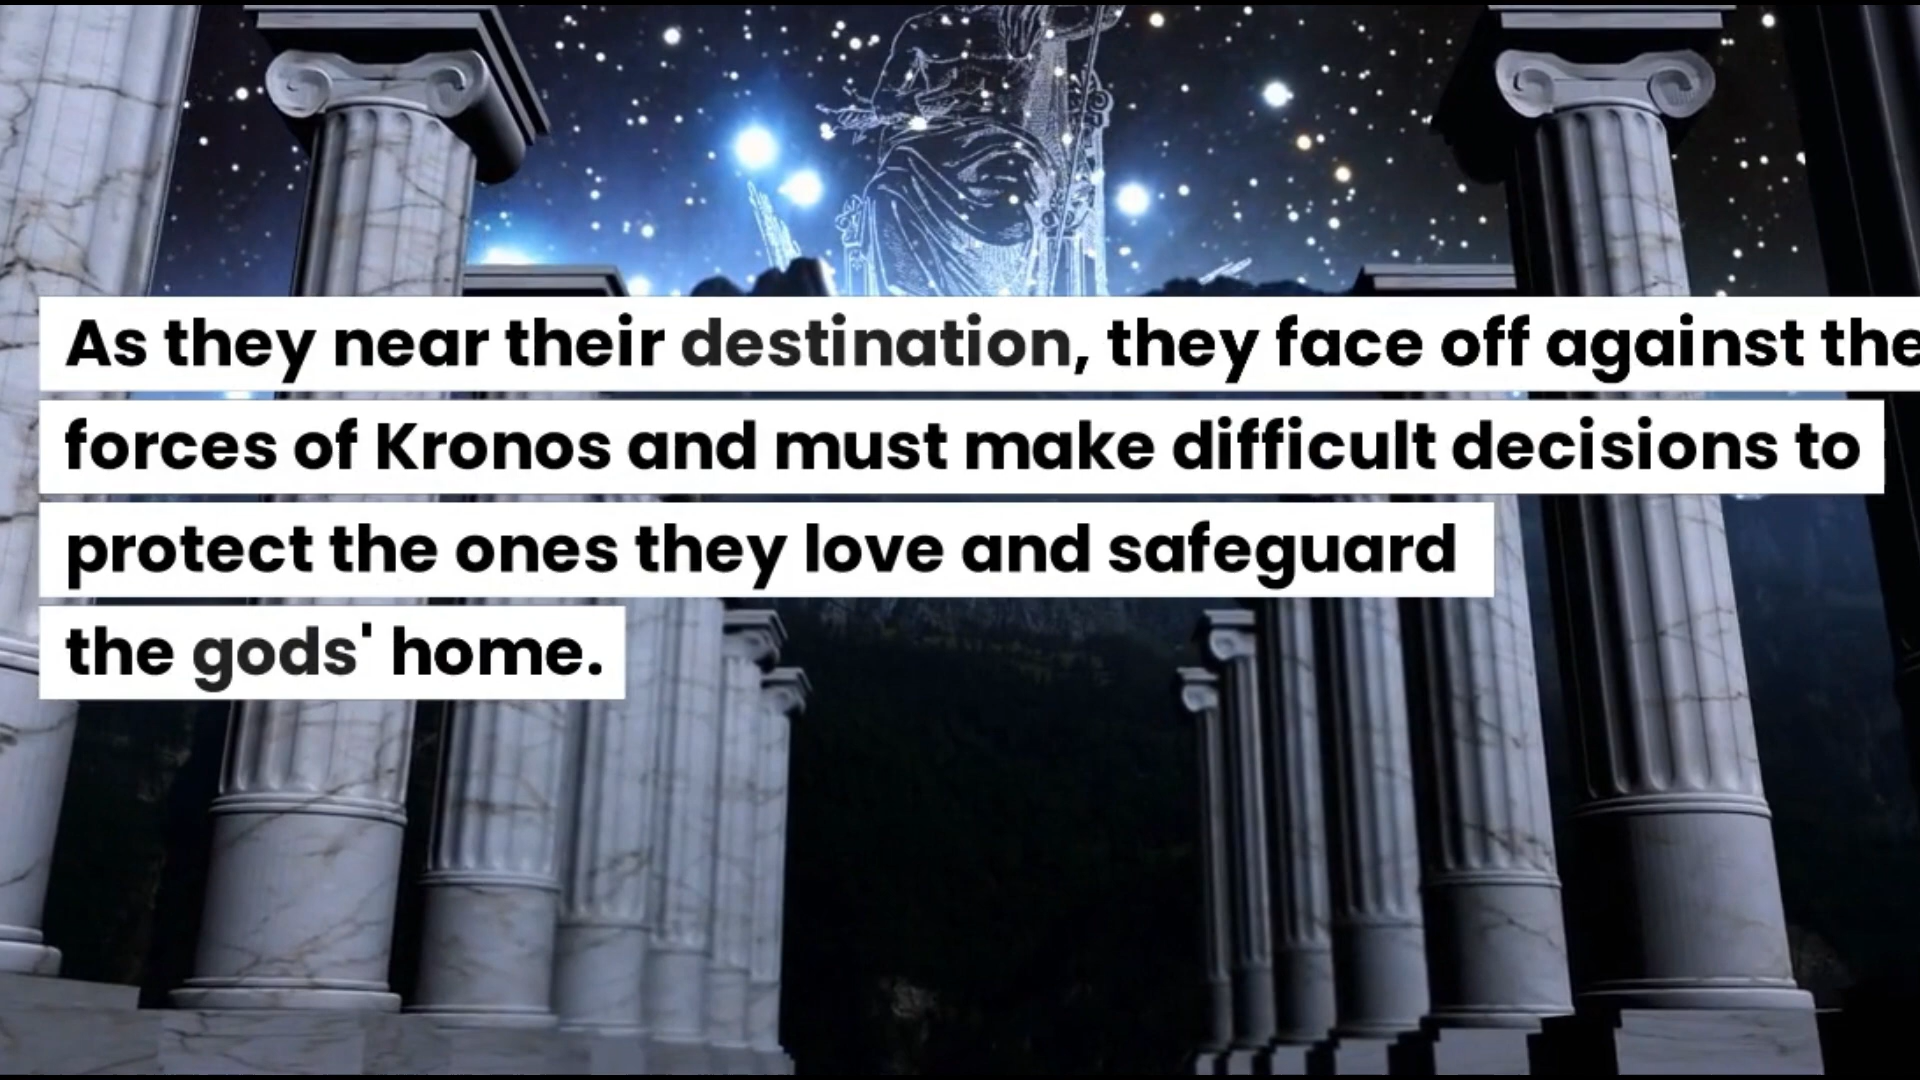 As they near their destination, they face off against the
forces of Kronos and must make difficult decisions to
protect the ones they love and safeguard
the gods' home.